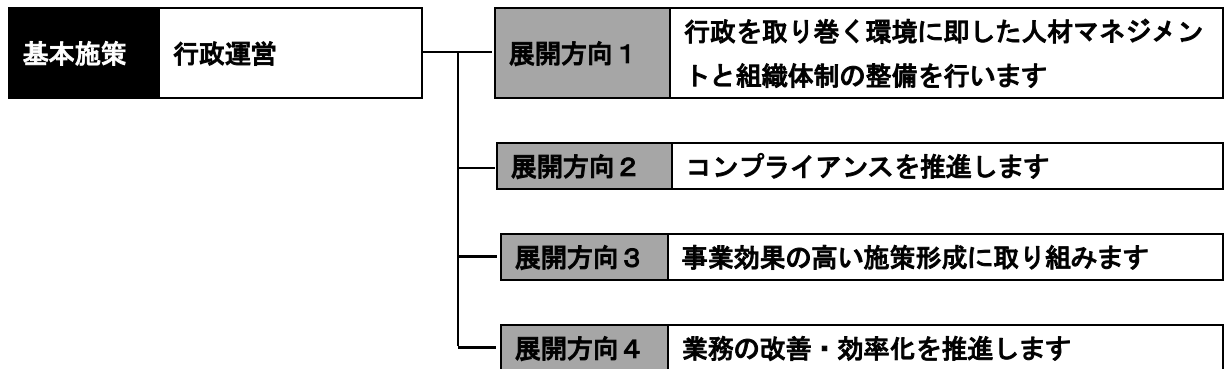 基本施策 行政運営
展開方向1 行政を取り巻く環境に即した人材マネジメン
トと組織体制の整備を行います
展開方向2 コンプライアンスを推進します
展開方向3 事業効果の高い施策形成に取り組みます
展開方向4 業務の改善・効率化を推進します